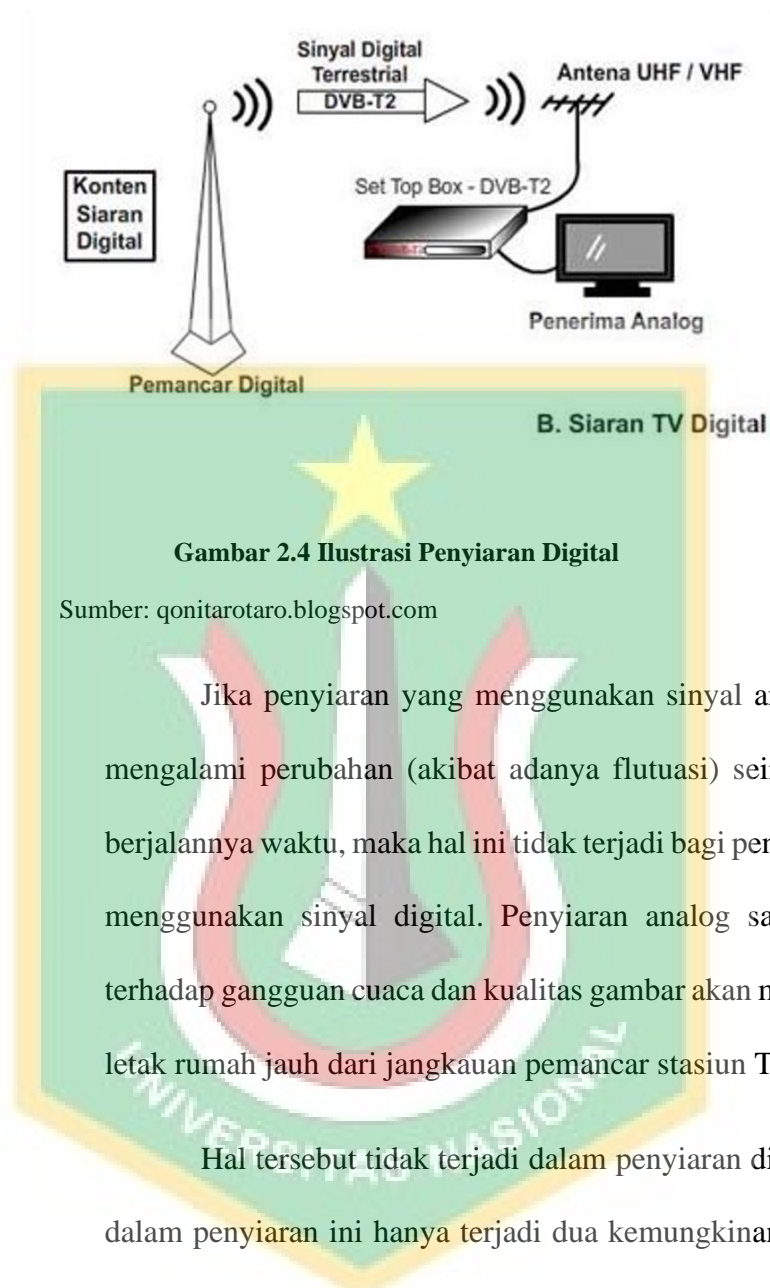 Sinyal Digital
Terrestrial
DVB-T2
Antena UHF / VHF
Konten
Siaran
Digital
Set Top Box - DVB-T2
Penerima Analog
Pemancar Digital
B. Siaran TV Digital
Gambar 2.4 Ilustrasi Penyiaran Digital
Sumber: qonitarotaro.blogspot.com
Jika penyiaran yang menggunakan sinyal
mengalami perubahan (akibat adanya flutuasi)
berjalannya waktu, maka hal ini tidak terjadi bagi
menggunakan sinyal digital. Penyiaran analog
terhadap gangguan cuaca dan kualitas gambar akan
letak rumah jauh dari jangkauan pemancar stasiun
Hal tersebut tidak terjadi dalam penyiaran
dalam penyiaran ini hanya terjadi dua kemungkinan
UNIVERSITAS NASIONAL